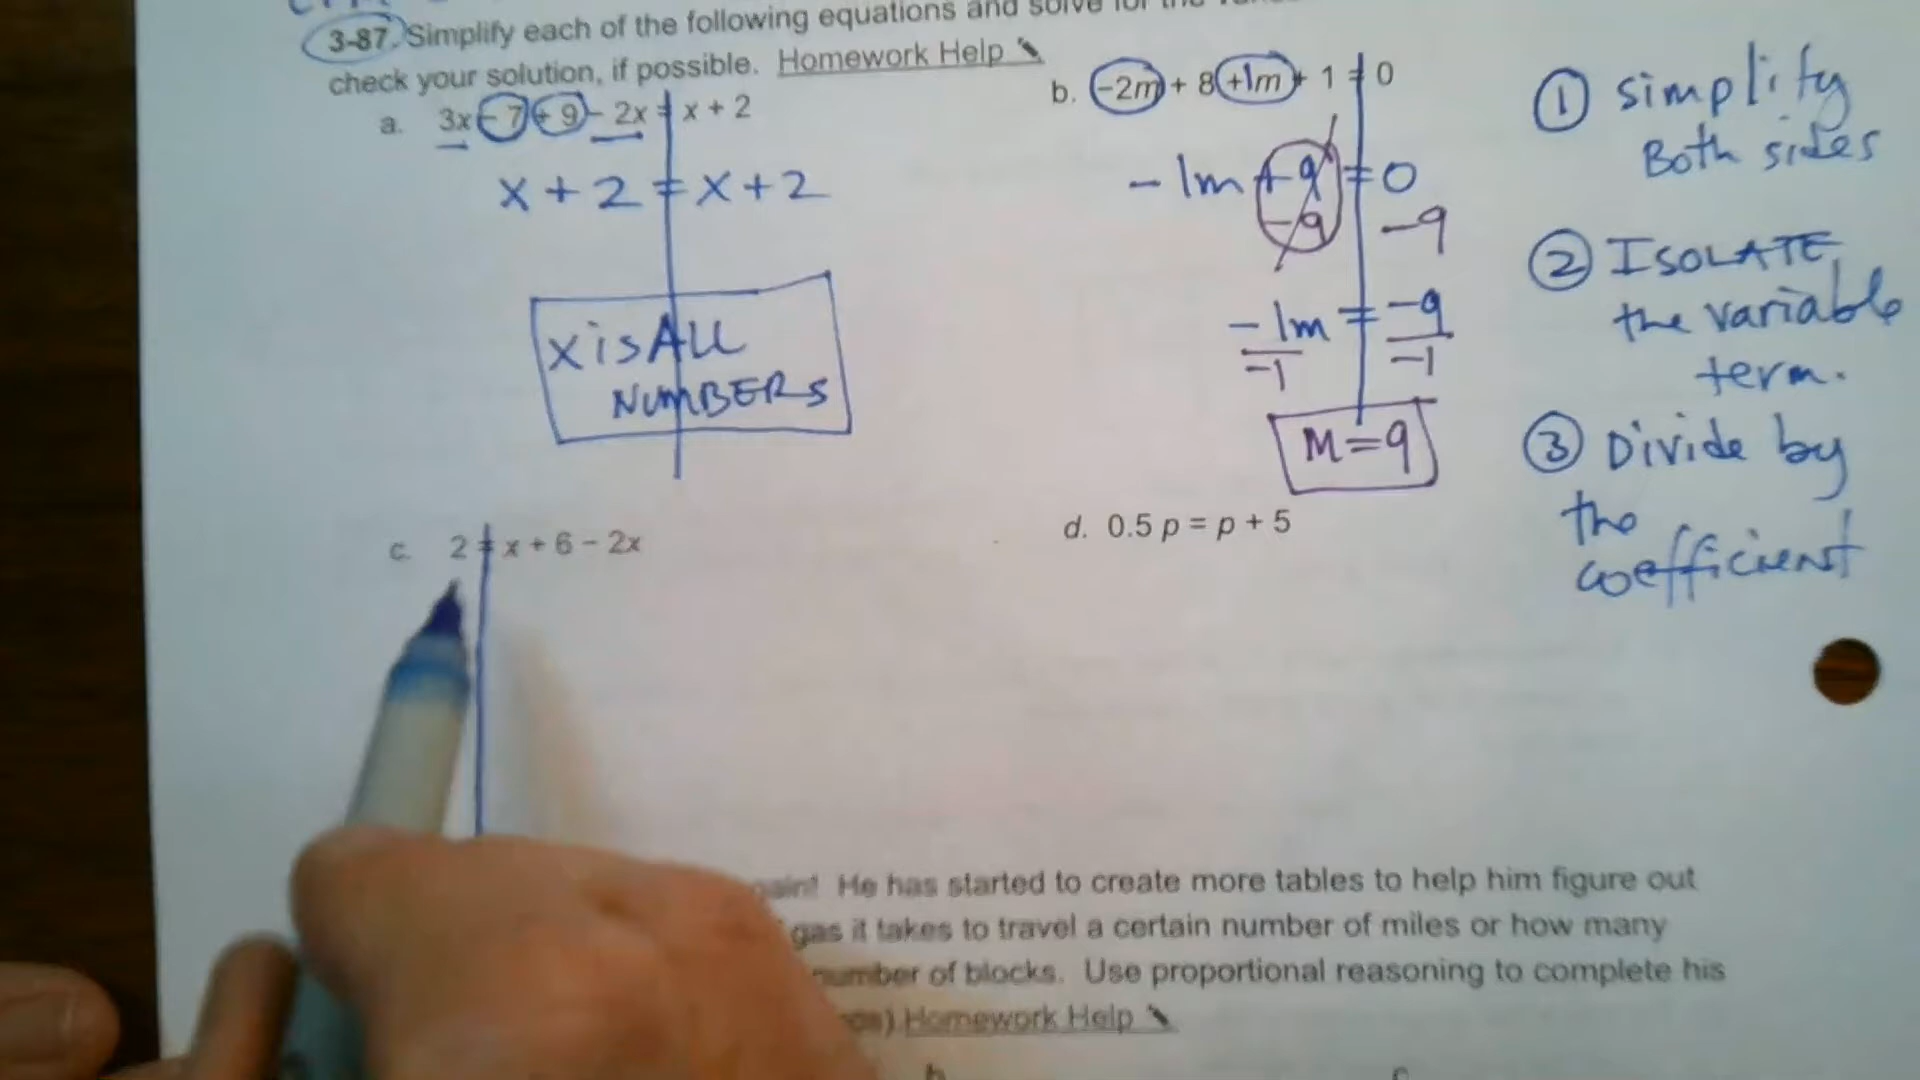 3-87. Simplify each of the following equations and solve for the
check your solution, if possible. Homework Help ✎
a. 3x - 7 + 9 - 2x = x + 2
x + 2 = x + 2
x is ALL
NUMBERS
b. -2m + 8 +1m + 1 = 0
-1m + 9 = 0
-9 -9
-1m = -9
-1 -1
M = 9
① simplify
Both sides
② ISOLATE
the variable
term.
③ Divide by
the
coefficient
c. 2 = x + 6 - 2x
d. 0.5 p = p + 5
He has started to create more tables to help him figure out
gas it takes to travel a certain number of miles or how many
number of blocks. Use proportional reasoning to complete his
Homework Help ✎